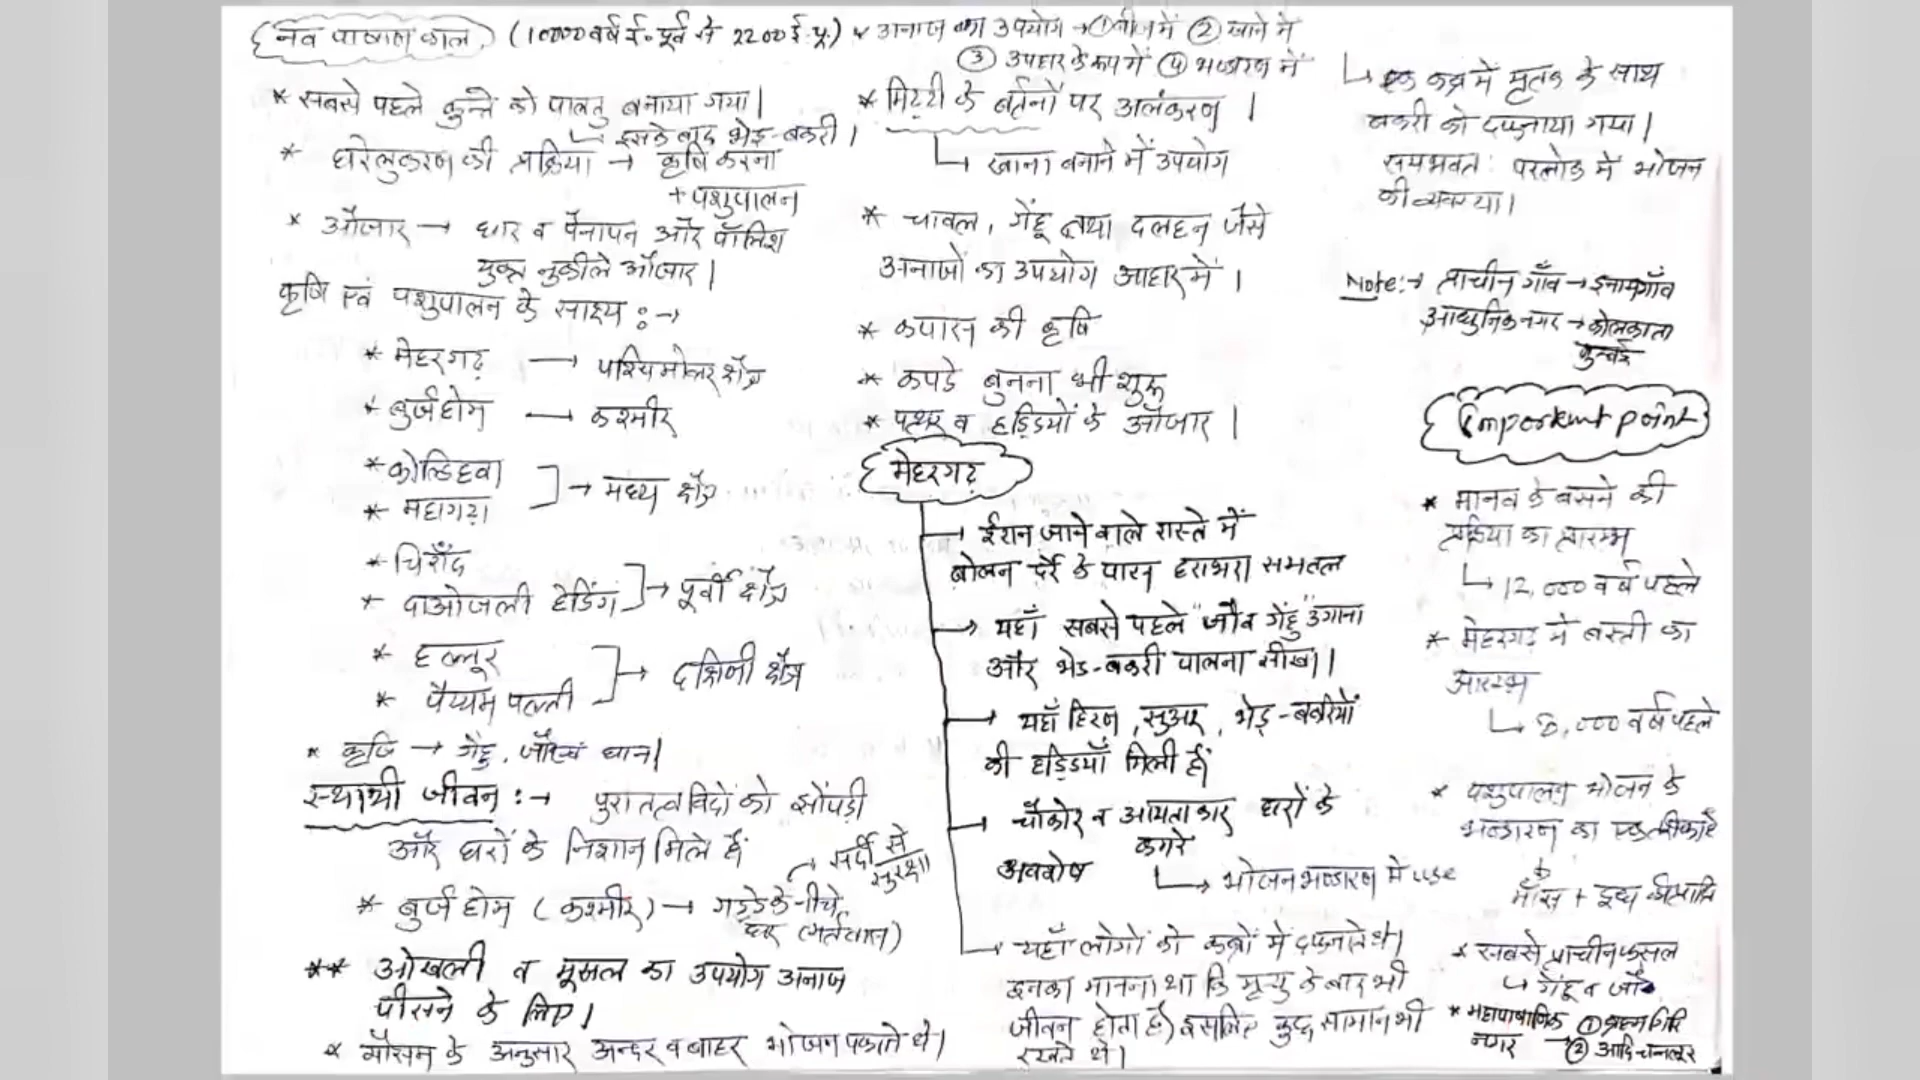 नव पाषाण काल (10000 वर्ष ई. पूर्व से 2200 ई.पू.)
* सबसे पहले कुत्ते को पालतु बनाया गया।
↳ इसके बाद भेड़-बकरी।
* घरेलुकरण की प्रक्रिया → कृषि करना
+ पशुपालन
* औजार → धार व पैनापन और पॉलिश
युक्त नुकीले औजार।
कृषि एवं पशुपालन के साक्ष्य :→
* मेहरगढ़ → पश्चिमोत्तर क्षेत्र
* बुर्जहोम → कश्मीर
* कोल्डिहवा
* महागढ़ा ] → मध्य क्षेत्र
* चिराँद
* दाओजली हेडिंग ] → पूर्वी क्षेत्र
* हल्लूर
* पैय्यमपल्ली ] → दक्षिणी क्षेत्र
* कृषि → गेंहु, जौ एवं धान।
स्थायी जीवन :→ पुरातत्वविदों को झोंपड़ी
और घरों के निशान मिले हैं
→ सर्दी से
सुरक्षा
* बुर्जहोम (कश्मीर) → गड्ढे के नीचे
घर (गर्तवास)
** ओखली व मूसल का उपयोग अनाज
पीसने के लिए।
* मौसम के अनुसार अन्दर व बाहर भोजन पकाते थे।
* अनाज का उपयोग → ① बीज में ② खाने में
③ उपहार के रूप में ④ भण्डारण में
* मिट्टी के बर्तनों पर अलंकरण।
↳ खाना बनाने में उपयोग
* चावल, गेंहू तथा दलहन जैसे
अनाजों का उपयोग आहार में।
* कपास की कृषि
* कपडे बुनना भी शुरू
* पत्थर व हड्डियों के औजार।
मेहरगढ़
→ ईरान जाने वाले रास्ते में
बोलन दर्रे के पास हराभरा समतल
→ यहाँ सबसे पहले "जौ व गेंहु" उगाना
और भेड-बकरी पालना सीखा।
→ यहाँ हिरण, सुअर, भेड़-बकरियों
की हड्डियाँ मिली हैं
→ चौकोर व आयताकार घरों के
अवशेष
कमरे
↳ भोजन भण्डारण में use
→ यहाँ लोगों को कब्रों में दफनाते थे।
इनका मानना था कि मृत्यु के बाद भी
जीवन होता है) इसलिए कुछ सामान भी
रखते थे।
↳ एक कब्र में मृतक के साथ
बकरी को दफनाया गया।
सम्भवत: परलोक में भोजन
की व्यवस्था।
Note:→ प्राचीन गाँव → इनामगाँव
आधुनिक नगर → कोलकाता
मुम्बई
important point
* मानव के बसने की
प्रक्रिया का प्रारम्भ
↳ 12,000 वर्ष पहले
* मेहरगढ़ में बस्ती का
आरम्भ
↳ 8,000 वर्ष पहले
* पशुपालन भोजन के
भण्डारण का एक तरीका है
↓
माँस + दूध की प्राप्ति
* सबसे प्राचीन फसल
↳ गेंहू व जौ
* महापाषाणिक ① ब्रह्मगिरि
नगर → ② आदिचन्नलूर